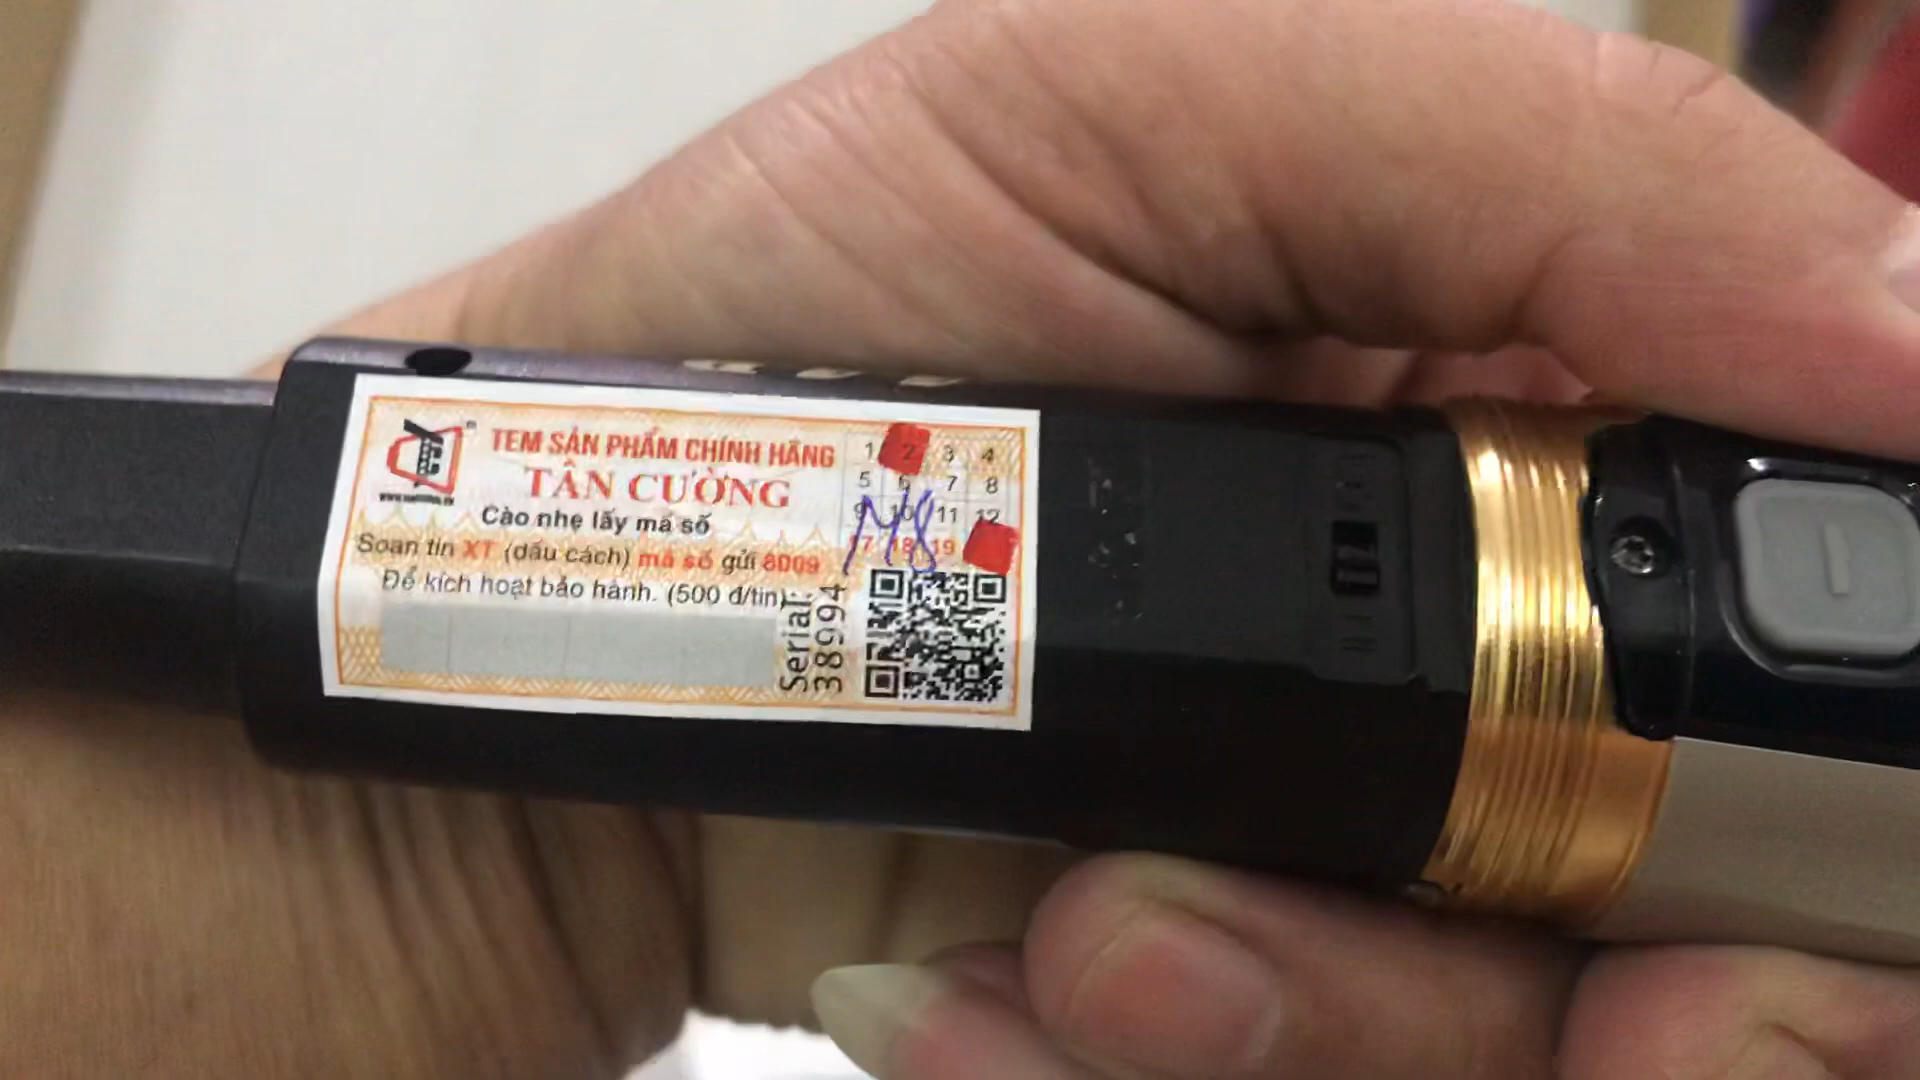 TEM SẢN PHẨM CHÍNH HÃNG
TÂN CƯỜNG
Cào nhẹ lấy mã số
Soạn tin XT (dấu cách) mã số gửi 8009
Để kích hoạt bảo hành. (500 đ/tin)
Serial:
38994
1 2 3 4
5 6 7 8
9 10 11 12
17 18 19
M8